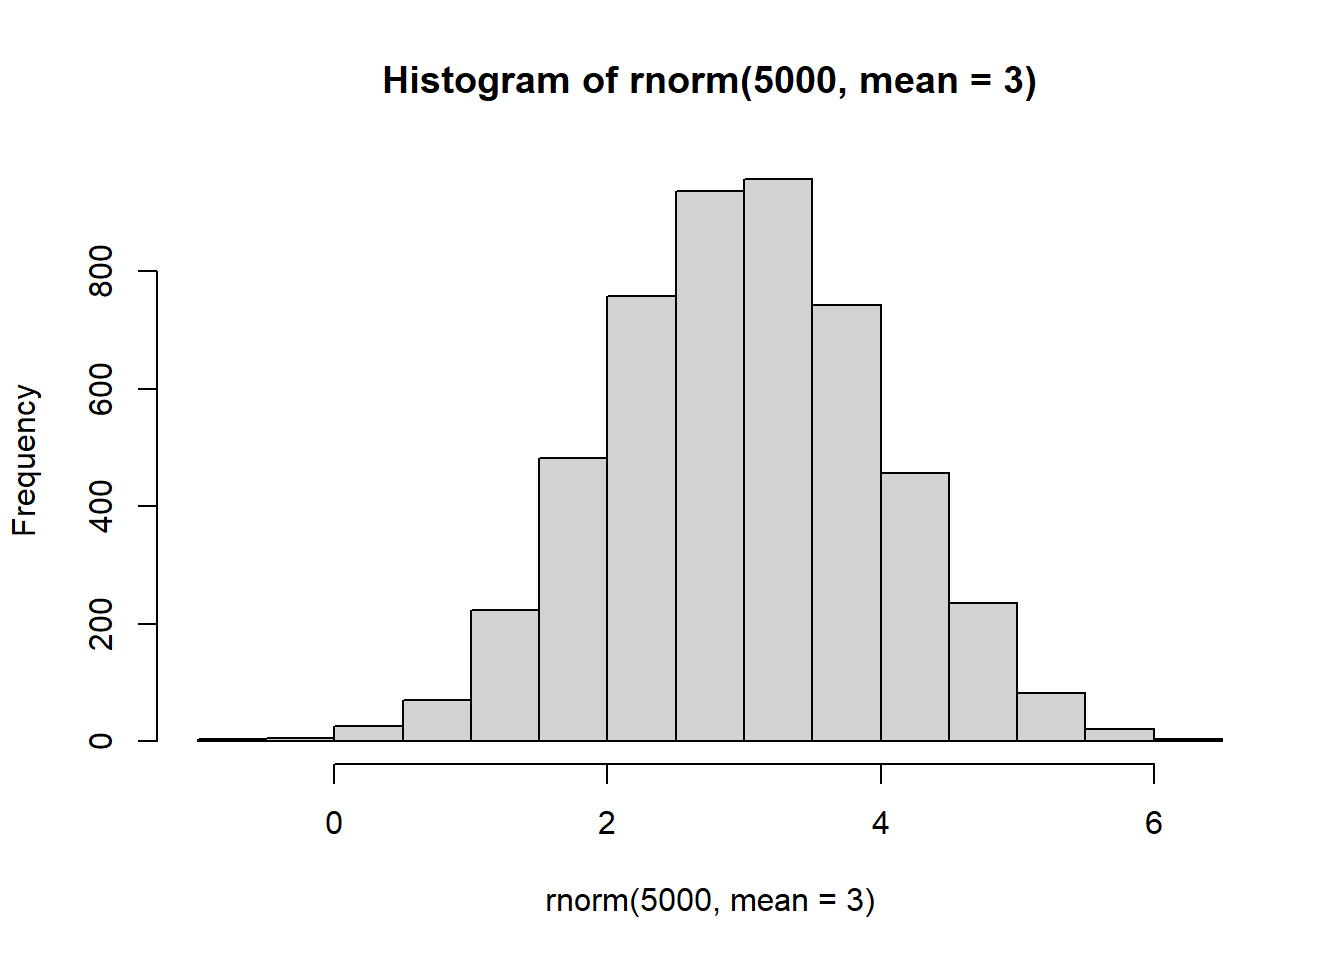 Histogram of rnorm(5000, mean = 3)
Frequency
800
600
400
200
0
0 2 4 6
rnorm(5000, mean = 3)